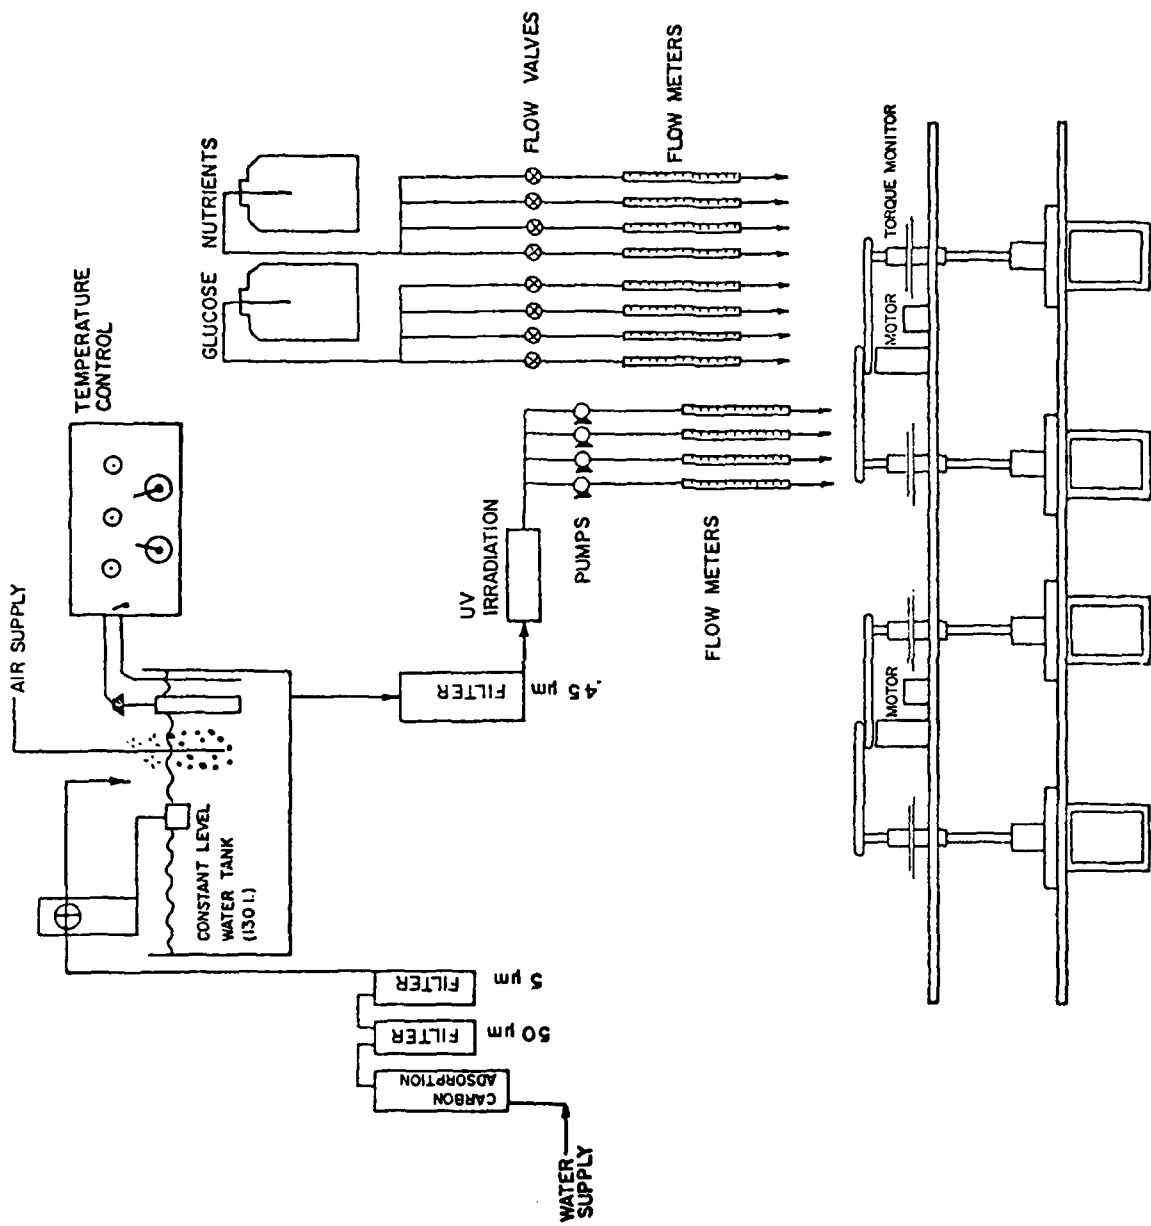 AIR SUPPLY
TEMPERATURE
CONTROL
GLUCOSE
NUTRIENTS
FLOW VALVES
FLOW METERS
CONSTANT LEVEL
WATER TANK
(130 l.)
FILTER
.45 µm
UV
IRRADIATION
PUMPS
FLOW METERS
WATER
SUPPLY
CARBON
ADSORPTION
FILTER
50 µm
FILTER
5 µm
MOTOR
MOTOR
TORQUE MONITOR